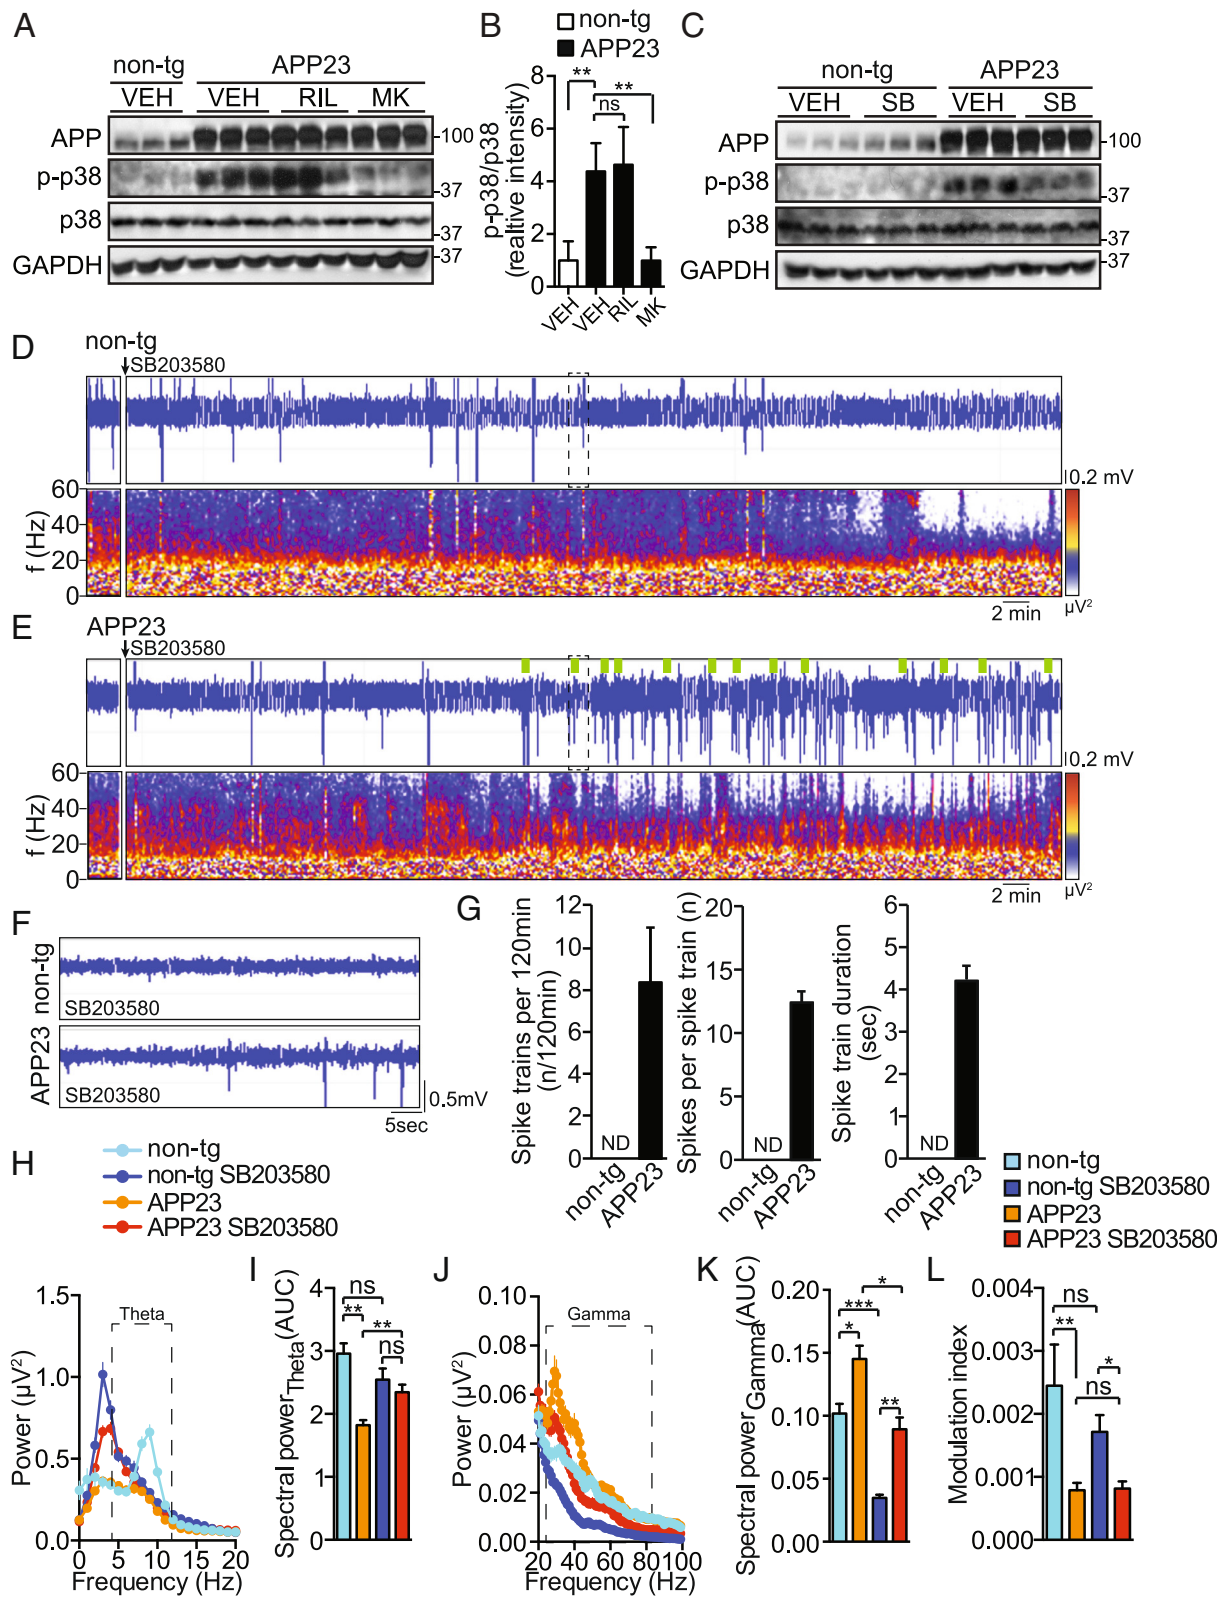 A
non-tg APP23
VEH VEH RIL MK
APP
-100
p-p38
-37
p38
-37
GAPDH
-37
B
non-tg
APP23
p-p38/p38
(realtive intensity)
8
6
4
2
0
** ** ns
VEH VEH RIL MK
C
non-tg APP23
VEH SB VEH SB
APP
-100
p-p38
-37
p38
-37
GAPDH
-37
D
non-tg
SB203580
0.2 mV
f (Hz)
60
40
20
0
2 min
µV²
E
APP23
SB203580
0.2 mV
f (Hz)
60
40
20
0
2 min
µV²
F
non-tg
SB203580
APP23
SB203580
0.5mV
5sec
G
Spike trains per 120min
(n/120min)
12
10
8
6
4
2
0
ND
non-tg APP23
Spikes per spike train (n)
20
15
10
5
0
ND
non-tg APP23
Spike train duration
(sec)
6
5
4
3
2
1
0
ND
non-tg APP23
H
non-tg
non-tg SB203580
APP23
APP23 SB203580
Theta
Power (µV²)
1.5
1.0
0.5
0.0
0 5 10 15 20
Frequency (Hz)
I
Spectral powerTheta(AUC)
4
3
2
1
0
ns
** **
ns
J
Gamma
Power (µV²)
0.10
0.08
0.06
0.04
0.02
0.00
20 40 60 80 100
Frequency (Hz)
non-tg
non-tg SB203580
APP23
APP23 SB203580
K
Spectral powerGamma(AUC)
0.20
0.15
0.10
0.05
0.00
*
***
*
**
L
Modulation index
0.004
0.003
0.002
0.001
0.000
ns
**
*
ns